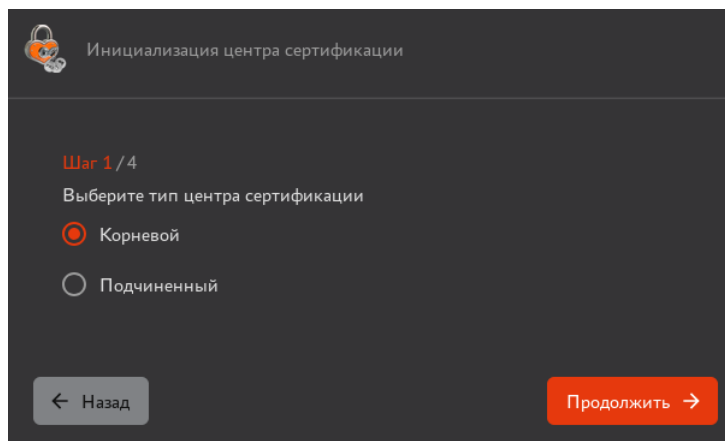 Инициализация центра сертификации
Шаг 1 / 4
Выберите тип центра сертификации
Корневой
Подчиненный
← Назад
Продолжить →